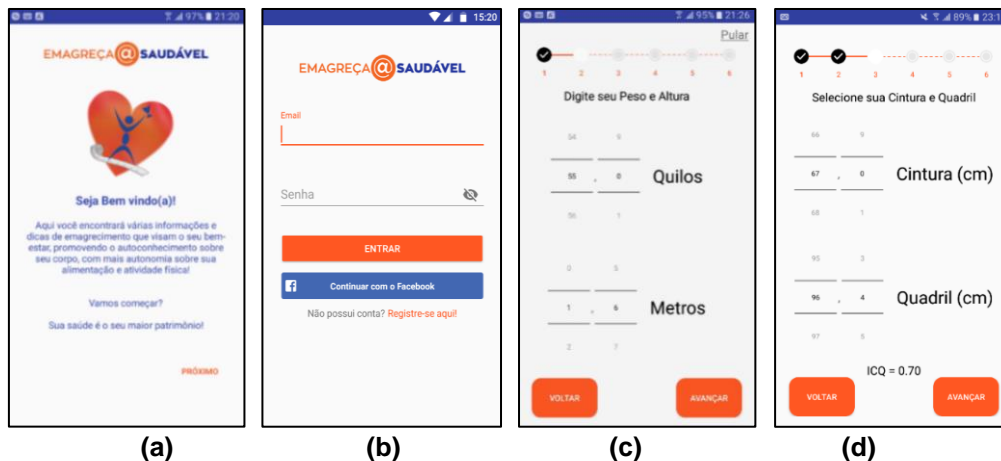 97% 21:20
EMAGREÇA@SAUDÁVEL
Seja Bem vindo(a)!
Aqui você encontrará várias informações e
dicas de emagrecimento que visam o seu bem-
estar, promovendo o autoconhecimento sobre
seu corpo, com mais autonomia sobre sua
alimentação e atividade física!
Vamos começar?
Sua saúde é o seu maior patrimônio!
PRÓXIMO
(a)
15:20
EMAGREÇA@SAUDÁVEL
Email
Senha
ENTRAR
f Continuar com o Facebook
Não possui conta? Registre-se aqui!
(b)
95% 21:26
Pular
1 2 3 4 5 6
Digite seu Peso e Altura
54 9
55 , 0 Quilos
56 1
0 5
1 , 6 Metros
2 7
VOLTAR AVANÇAR
(c)
89% 23:1
1 2 3 4 5 6
Selecione sua Cintura e Quadril
66 9
67 , 0 Cintura (cm)
68 1
95 3
96 , 4 Quadril (cm)
97 5
ICQ = 0.70
VOLTAR AVANÇAR
(d)